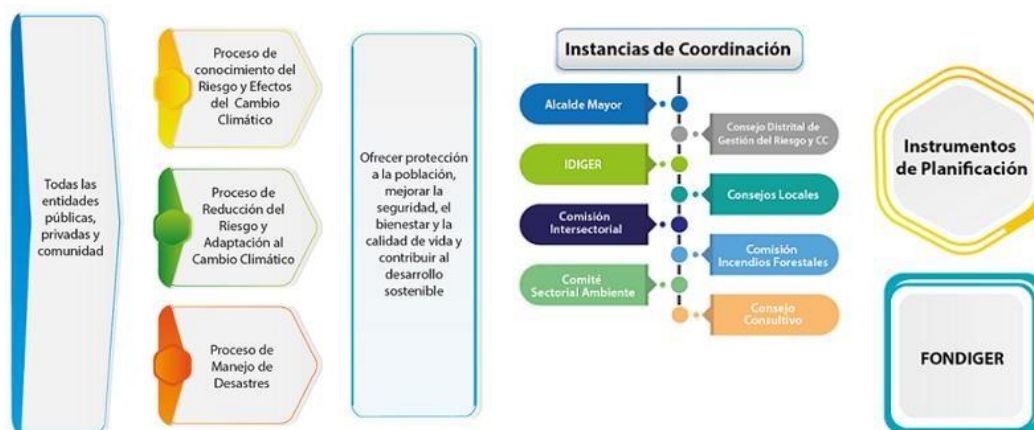 Todas las
entidades
públicas,
privadas y
comunidad
Proceso de
conocimiento del
Riesgo y Efectos
del Cambio
Climático
Proceso de
Reducción del
Riesgo y
Adaptación al
Cambio Climático
Proceso de
Manejo de
Desastres
Ofrecer protección
a la población,
mejorar la
seguridad, el
bienestar y la
calidad de vida y
contribuir al
desarrollo
sostenible
Instancias de Coordinación
Alcalde Mayor
Consejo Distrital de
Gestión del Riesgo y CC
IDIGER
Consejos Locales
Comisión
Intersectorial
Comisión
Incendios Forestales
Comité
Sectorial Ambiente
Consejo
Consultivo
Instrumentos
de Planificación
FONDIGER